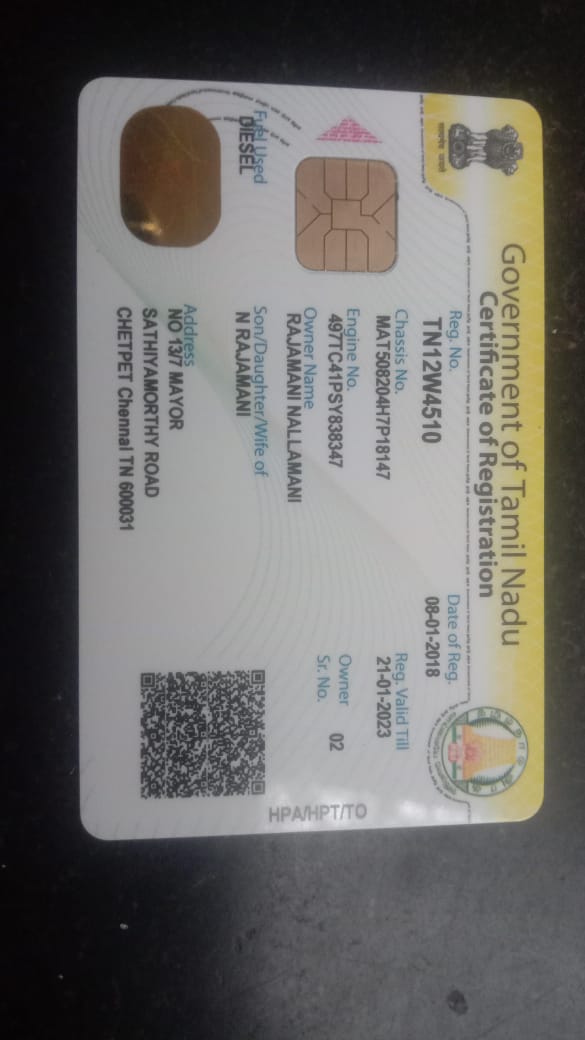 Government of Tamil Nadu
Certificate of Registration
सत्यमेव जयते
Reg. No.
TN12W4510
Date of Reg.
08-01-2018
Chassis No.
MAT508204H7P18147
Reg. Valid Till
21-01-2023
Engine No.
497TC41PSY838347
Owner
Sr. No.
02
Owner Name
RAJAMANI NALLAMANI
Son/Daughter/Wife of
N RAJAMANI
Fuel Used
DIESEL
Address
NO 13/7 MAYOR
SATHIYAMORTHY ROAD
CHETPET Chennai TN 600031
HPA/HPT/TO